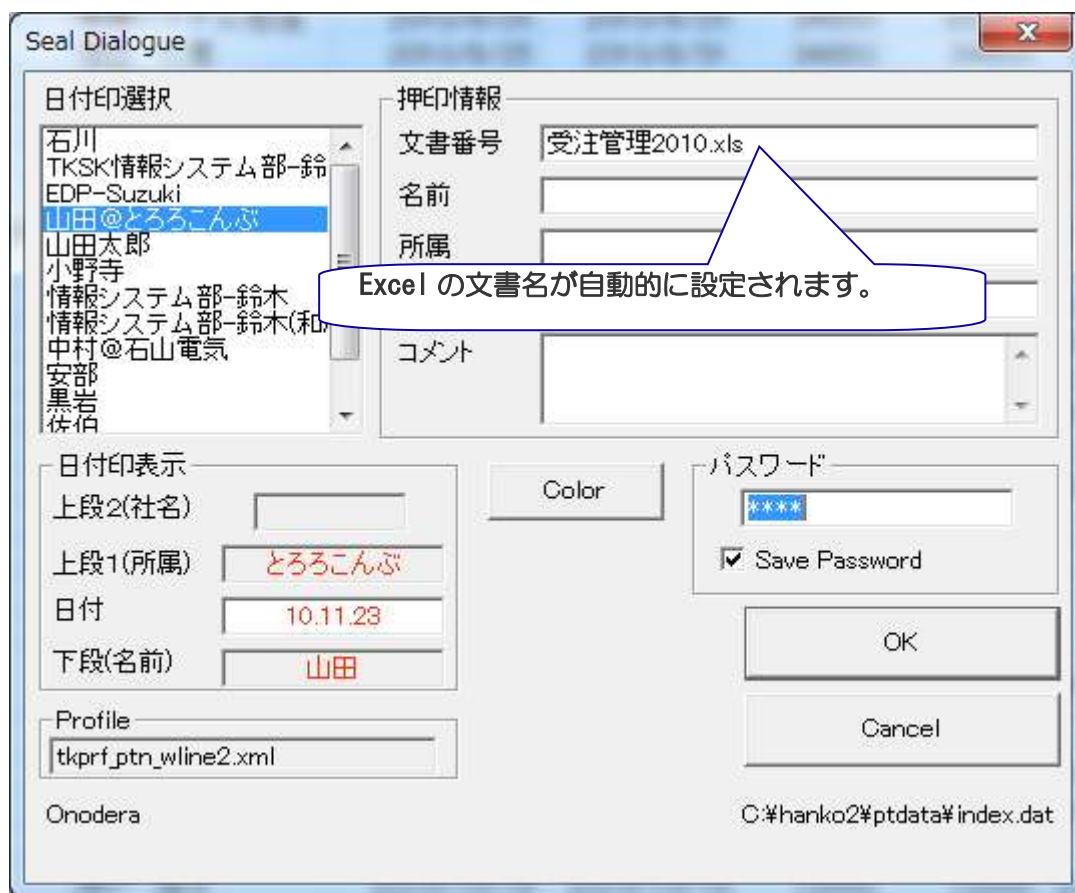 Seal Dialogue
日付印選択
石川
TKSK情報システム部-鈴
EDP-Suzuki
山田@とろろこんぶ
山田太郎
小野寺
情報システム部-鈴木
情報システム部-鈴木(和
中村@石山電気
安部
黒岩
佐伯
押印情報
文書番号
受注管理2010.xls
名前
所属
Excel の文書名が自動的に設定されます。
コメント
日付印表示
上段2(社名)
上段1(所属)
とろろこんぶ
日付
10.11.23
下段(名前)
山田
Color
パスワード
****
Save Password
OK
Cancel
Profile
tkprf_ptn_wline2.xml
Onodera
C:¥hanko2¥ptdata¥index.dat